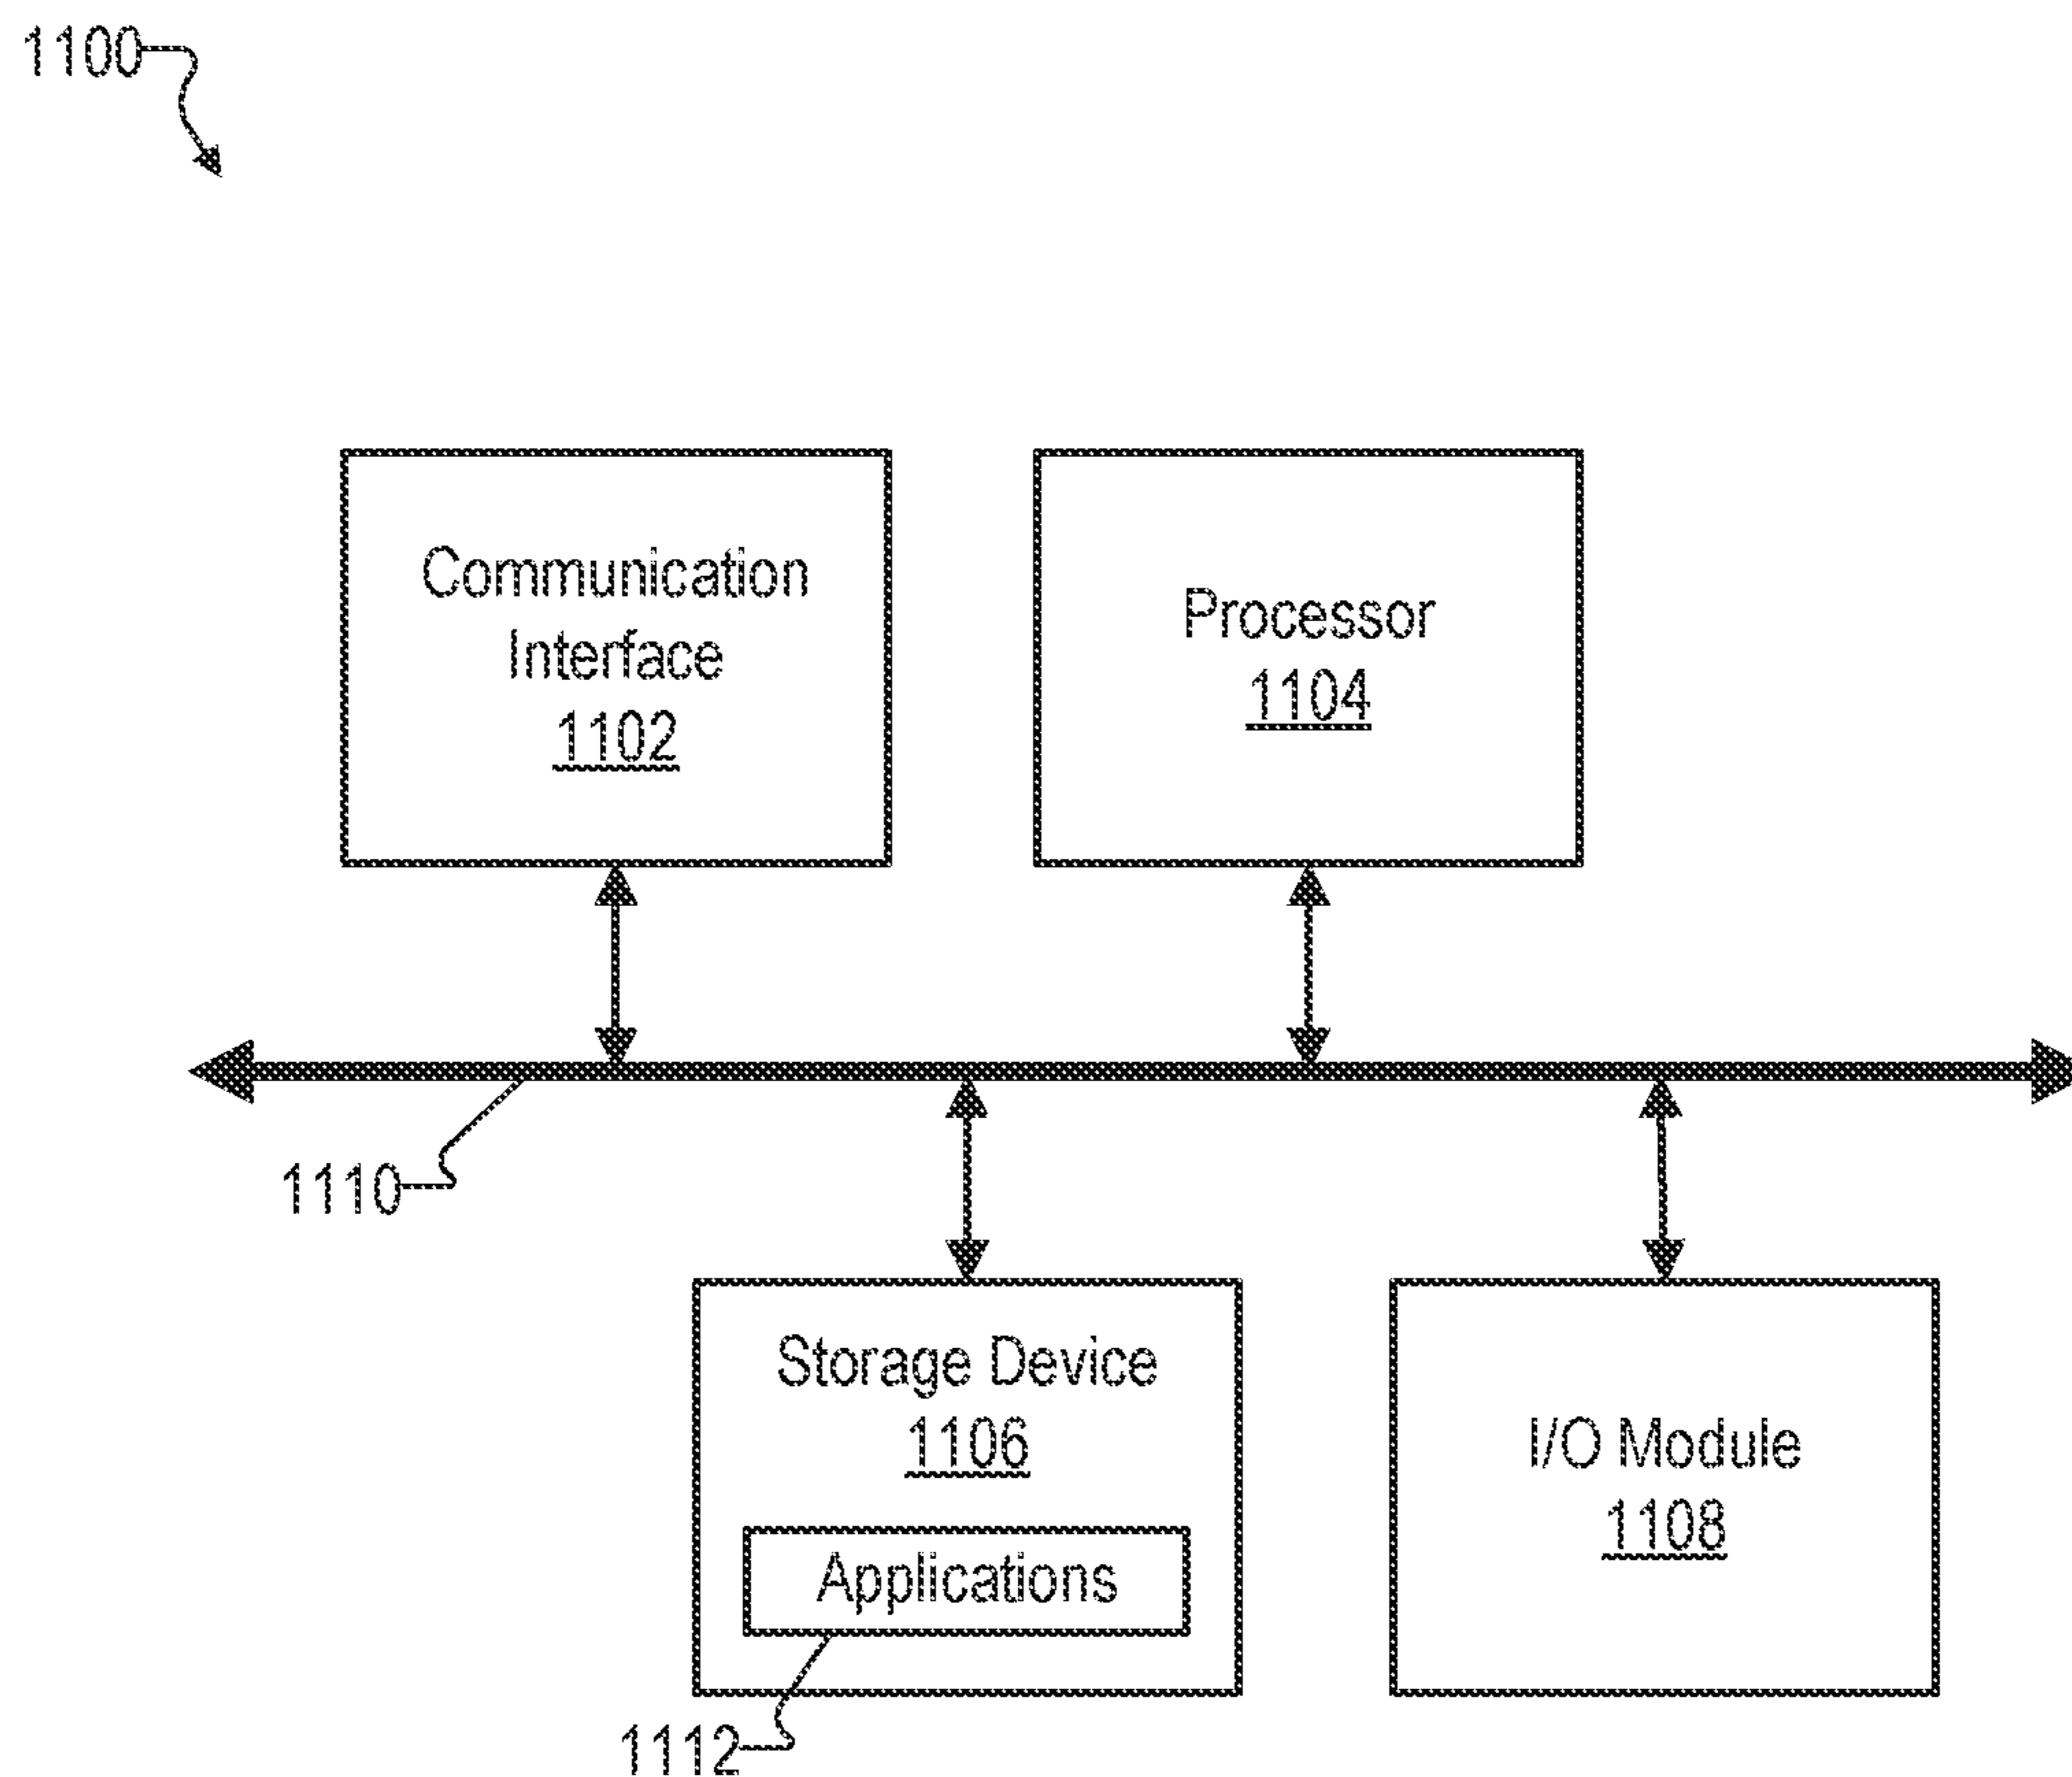 1100
Communication
Interface
1102
Processor
1104
1110
Storage Device
1106
Applications
1112
I/O Module
1108